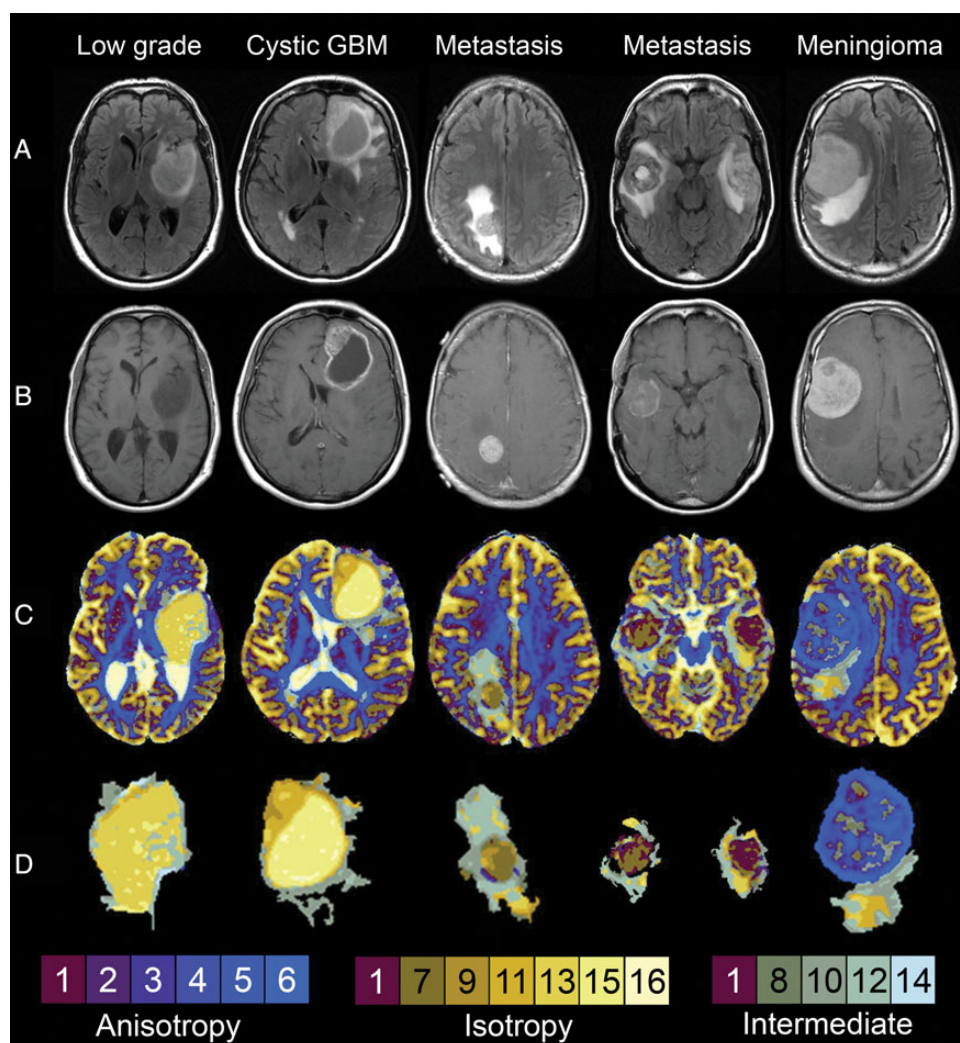 Low grade Cystic GBM Metastasis Metastasis Meningioma
A
B
C
D
1 2 3 4 5 6 1 7 9 11 13 15 16 1 8 10 12 14
Anisotropy Isotropy Intermediate